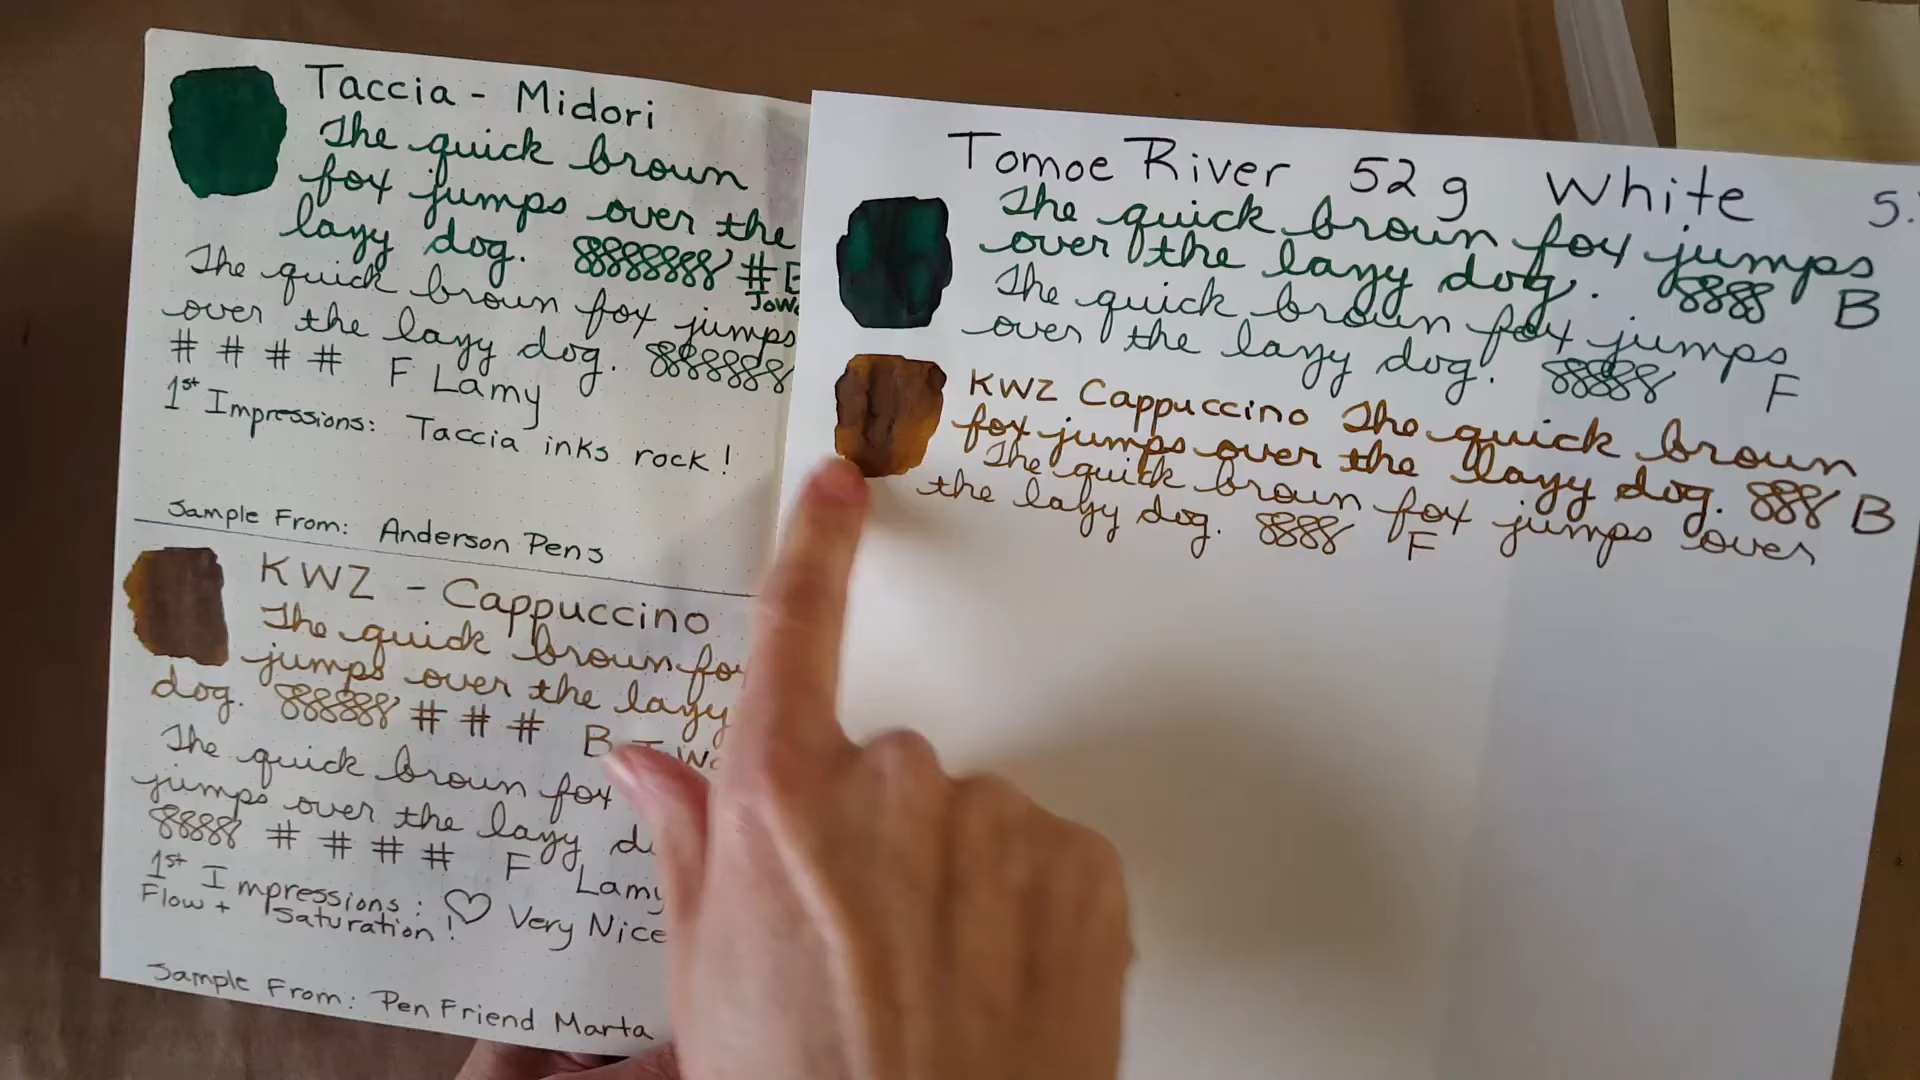 Taccia - Midori
The quick brown
fox jumps over the
lazy dog. 88888888 #
The quick brown fox jumps
over the lazy dog. 8888888
# # # # F Lamy
1st Impressions: Taccia inks rock!
Sample From: Anderson Pens
KWZ - Cappuccino
The quick brown fox
jumps over the lazy
dog. 888888 # # # B
The quick brown fox
jumps over the lazy
88888 # # # # F Lamy
1st Impressions: ♡ Very Nice
Flow + Saturation!
Sample From: Pen Friend Marta
Tomoe River 52 g White
The quick brown fox jumps
over the lazy dog. 8888 B
The quick brown fox jumps
over the lazy dog. 88888 F
KWZ Cappuccino The quick brown
fox jumps over the lazy dog. 888 B
The quick brown fox jumps over
the lazy dog. 8888 F